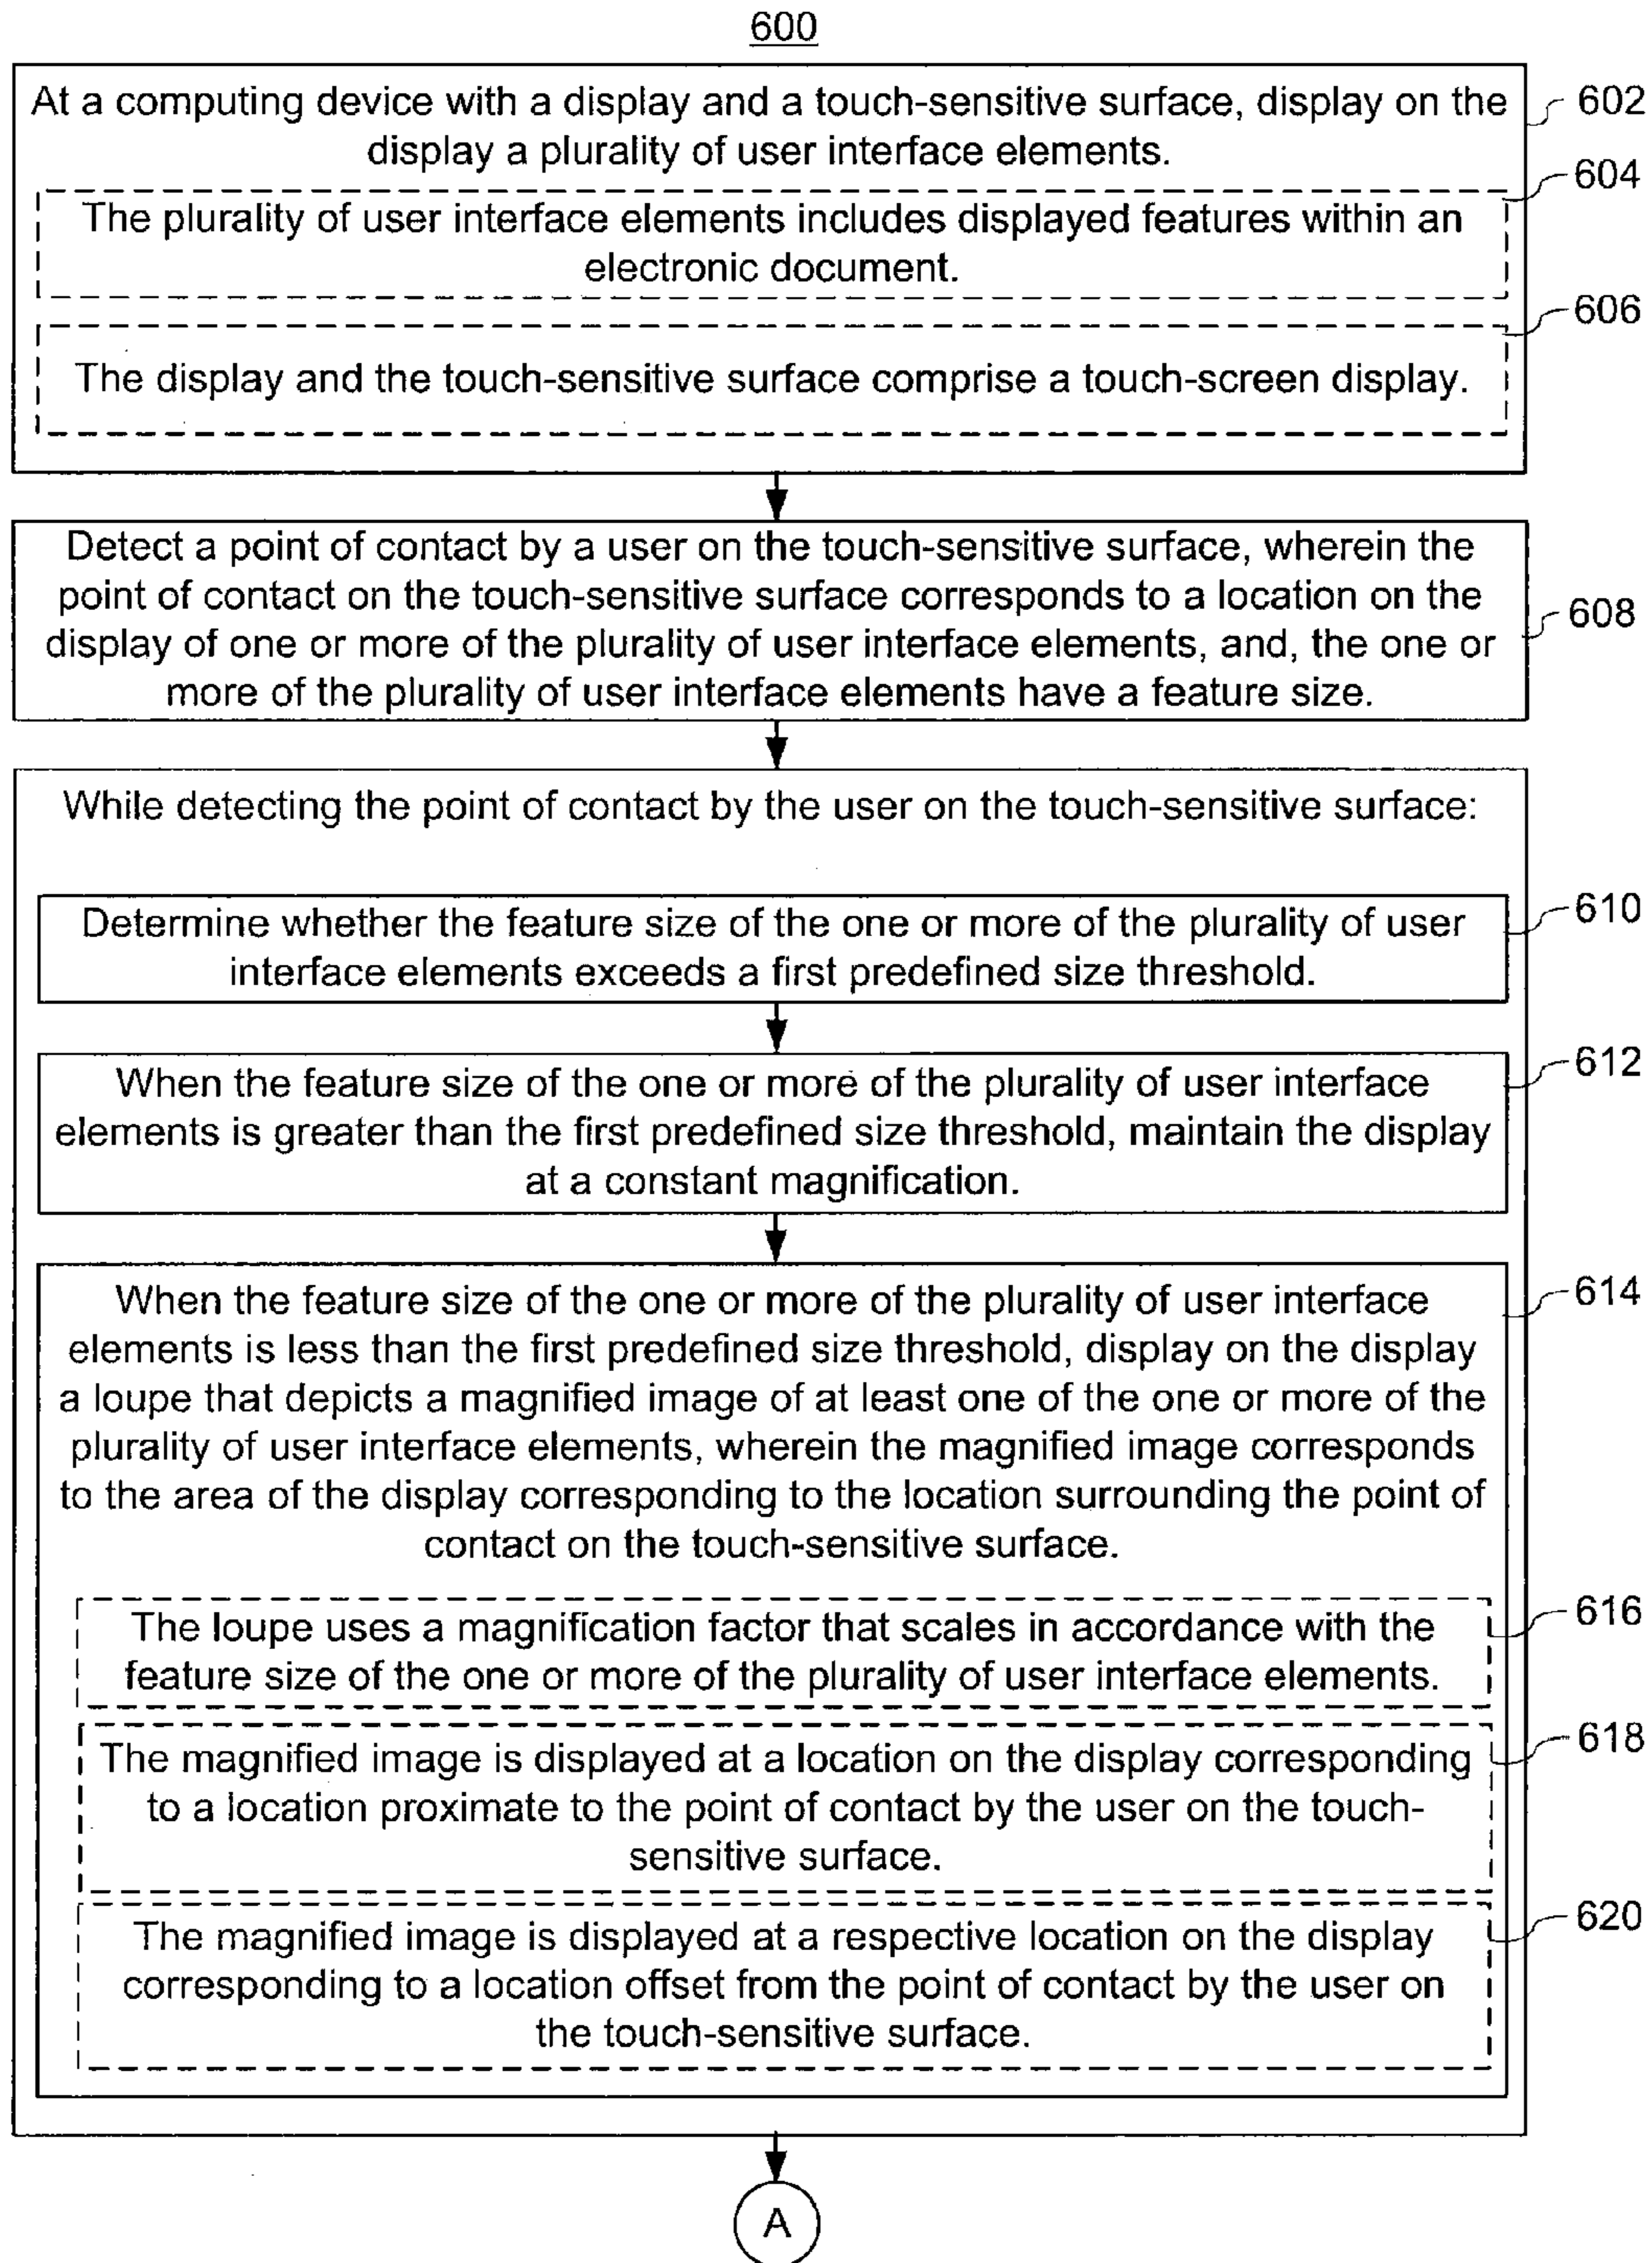 600
At a computing device with a display and a touch-sensitive surface, display on the
display a plurality of user interface elements.
602
604
The plurality of user interface elements includes displayed features within an
electronic document.
606
The display and the touch-sensitive surface comprise a touch-screen display.
Detect a point of contact by a user on the touch-sensitive surface, wherein the
point of contact on the touch-sensitive surface corresponds to a location on the
display of one or more of the plurality of user interface elements, and, the one or
more of the plurality of user interface elements have a feature size.
608
While detecting the point of contact by the user on the touch-sensitive surface:
610
Determine whether the feature size of the one or more of the plurality of user
interface elements exceeds a first predefined size threshold.
612
When the feature size of the one or more of the plurality of user interface
elements is greater than the first predefined size threshold, maintain the display
at a constant magnification.
614
When the feature size of the one or more of the plurality of user interface
elements is less than the first predefined size threshold, display on the display
a loupe that depicts a magnified image of at least one of the one or more of the
plurality of user interface elements, wherein the magnified image corresponds
to the area of the display corresponding to the location surrounding the point of
contact on the touch-sensitive surface.
616
The loupe uses a magnification factor that scales in accordance with the
feature size of the one or more of the plurality of user interface elements.
618
The magnified image is displayed at a location on the display corresponding
to a location proximate to the point of contact by the user on the touch-
sensitive surface.
620
The magnified image is displayed at a respective location on the display
corresponding to a location offset from the point of contact by the user on
the touch-sensitive surface.
A